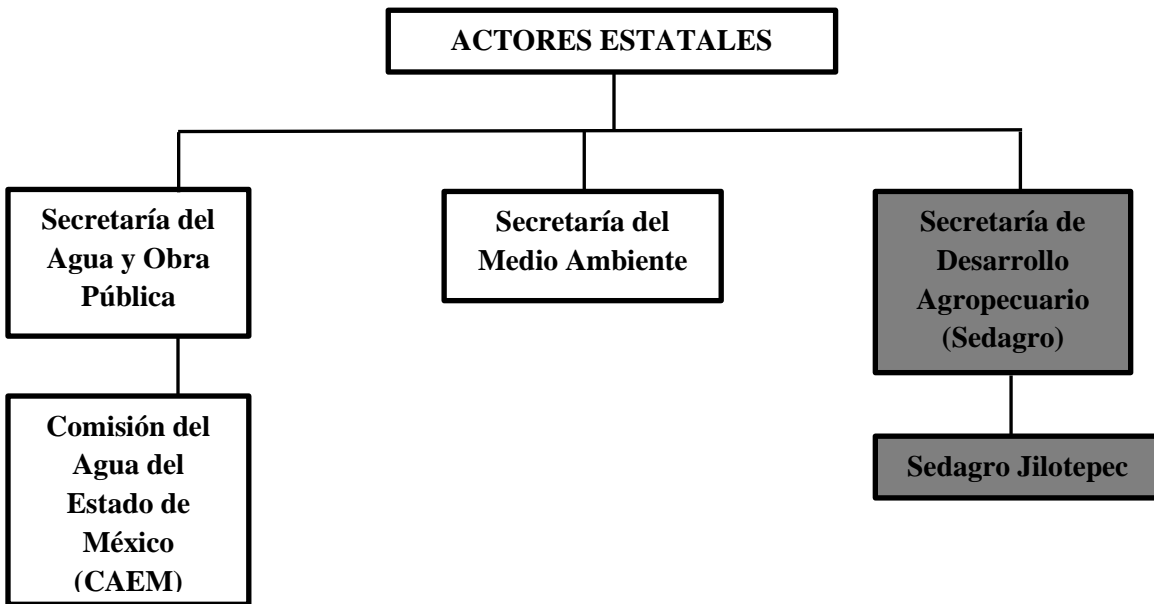 ACTORES ESTATALES
Secretaría del
Agua y Obra
Pública
Secretaría del
Medio Ambiente
Secretaría de
Desarrollo
Agropecuario
(Sedagro)
Comisión del
Agua del
Estado de
México
(CAEM)
Sedagro Jilotepec